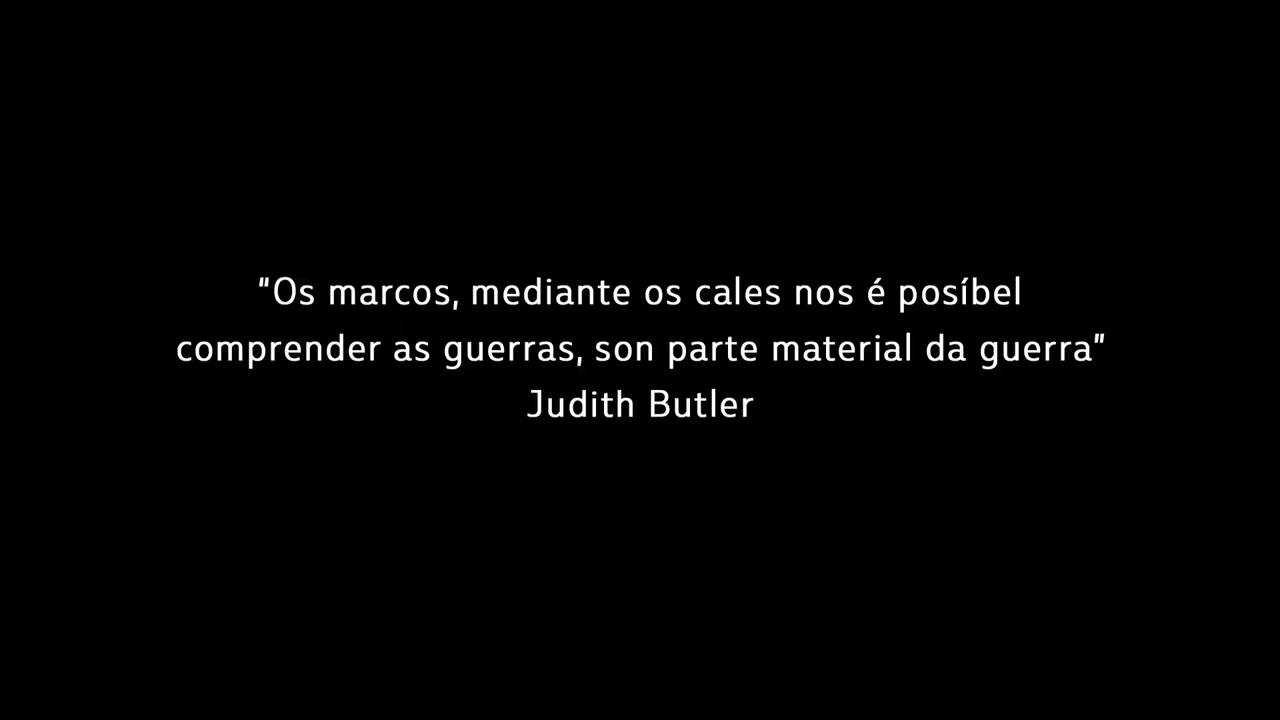 "Os marcos, mediante os cales nos é posíbel
comprender as guerras, son parte material da guerra"
Judith Butler